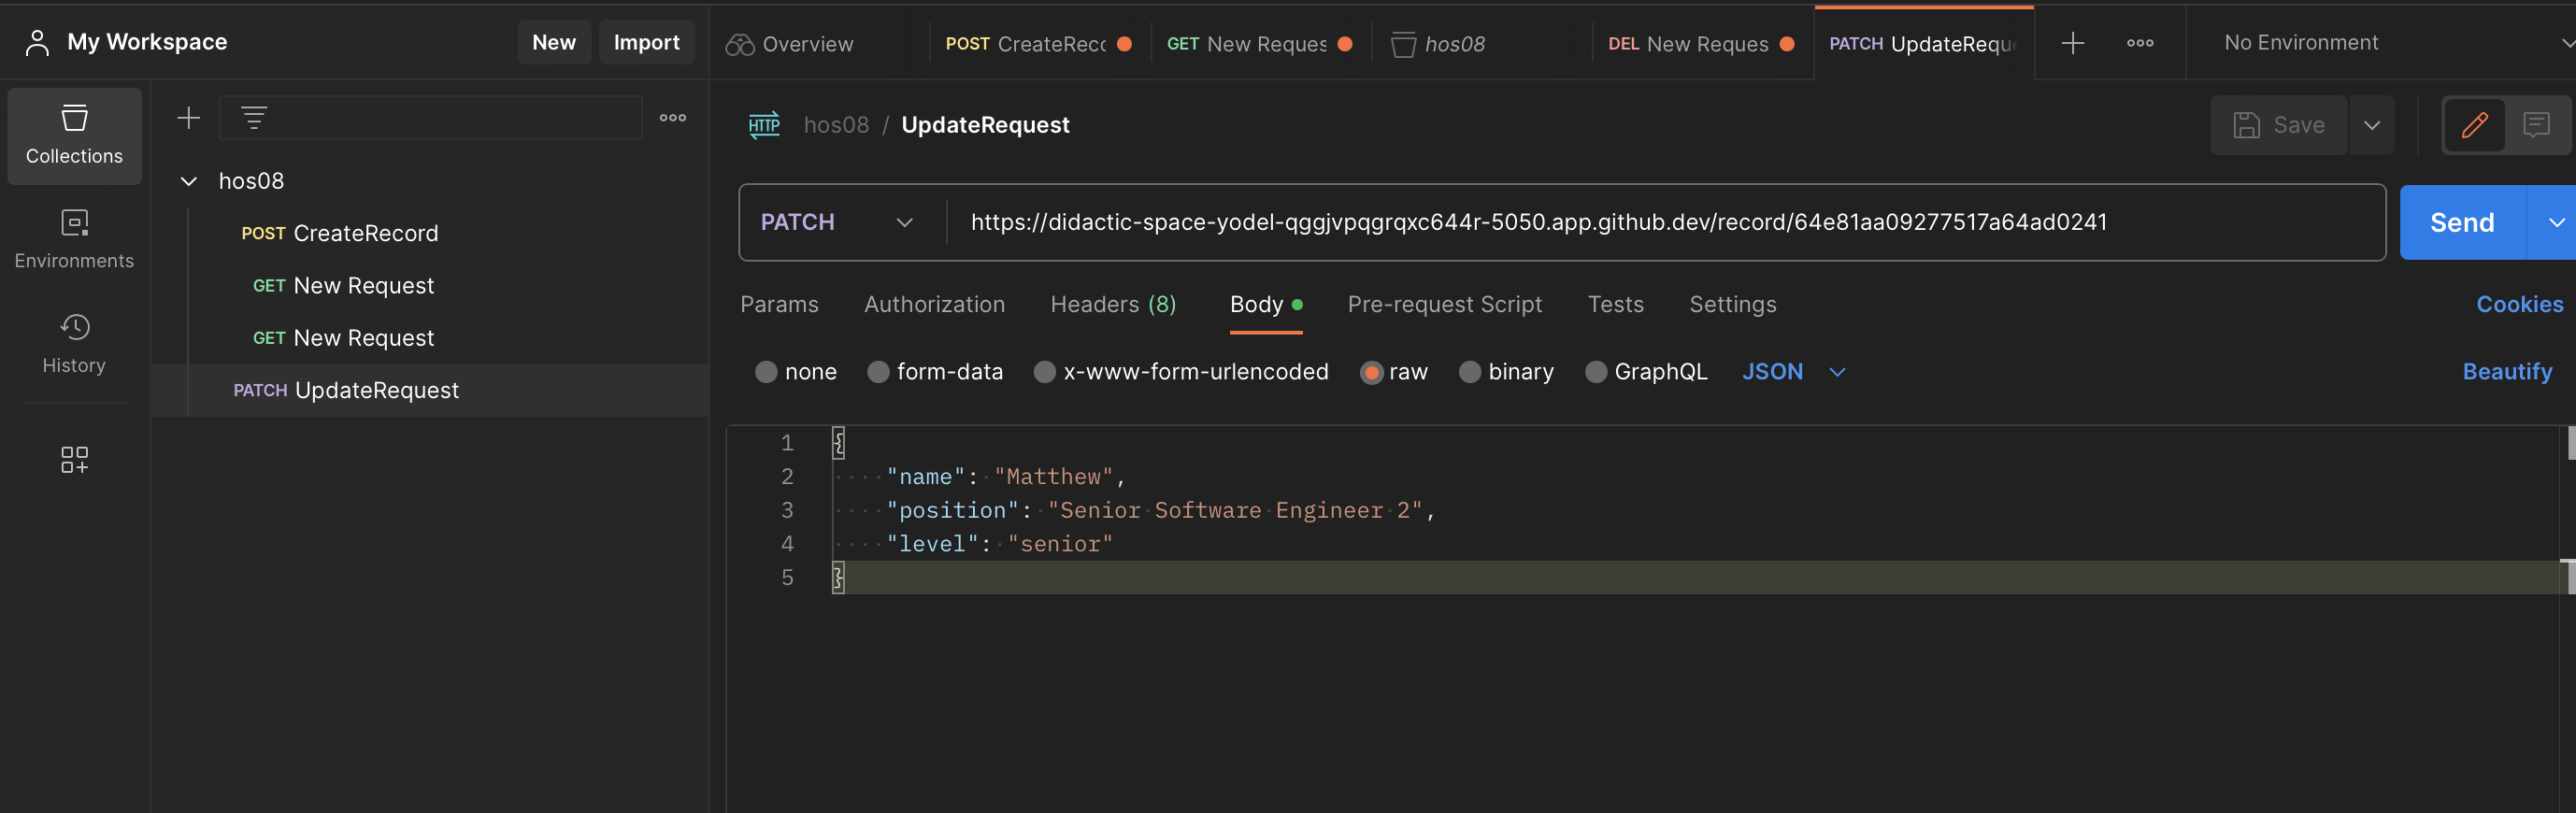 My Workspace
New
Import
Overview
POST CreateRecc
GET New Reques
hos08
DEL New Reques
PATCH UpdateRequ
No Environment
Collections
Environments
History
hos08
POST CreateRecord
GET New Request
GET New Request
PATCH UpdateRequest
HTTP hos08 / UpdateRequest
Save
PATCH
https://didactic-space-yodel-qggjvpqgrqxc644r-5050.app.github.dev/record/64e81aa09277517a64ad0241
Send
Params Authorization Headers (8) Body Pre-request Script Tests Settings
Cookies
none form-data x-www-form-urlencoded raw binary GraphQL JSON
Beautify
1 {
2 "name": "Matthew",
3 "position": "Senior Software Engineer 2",
4 "level": "senior"
5 }